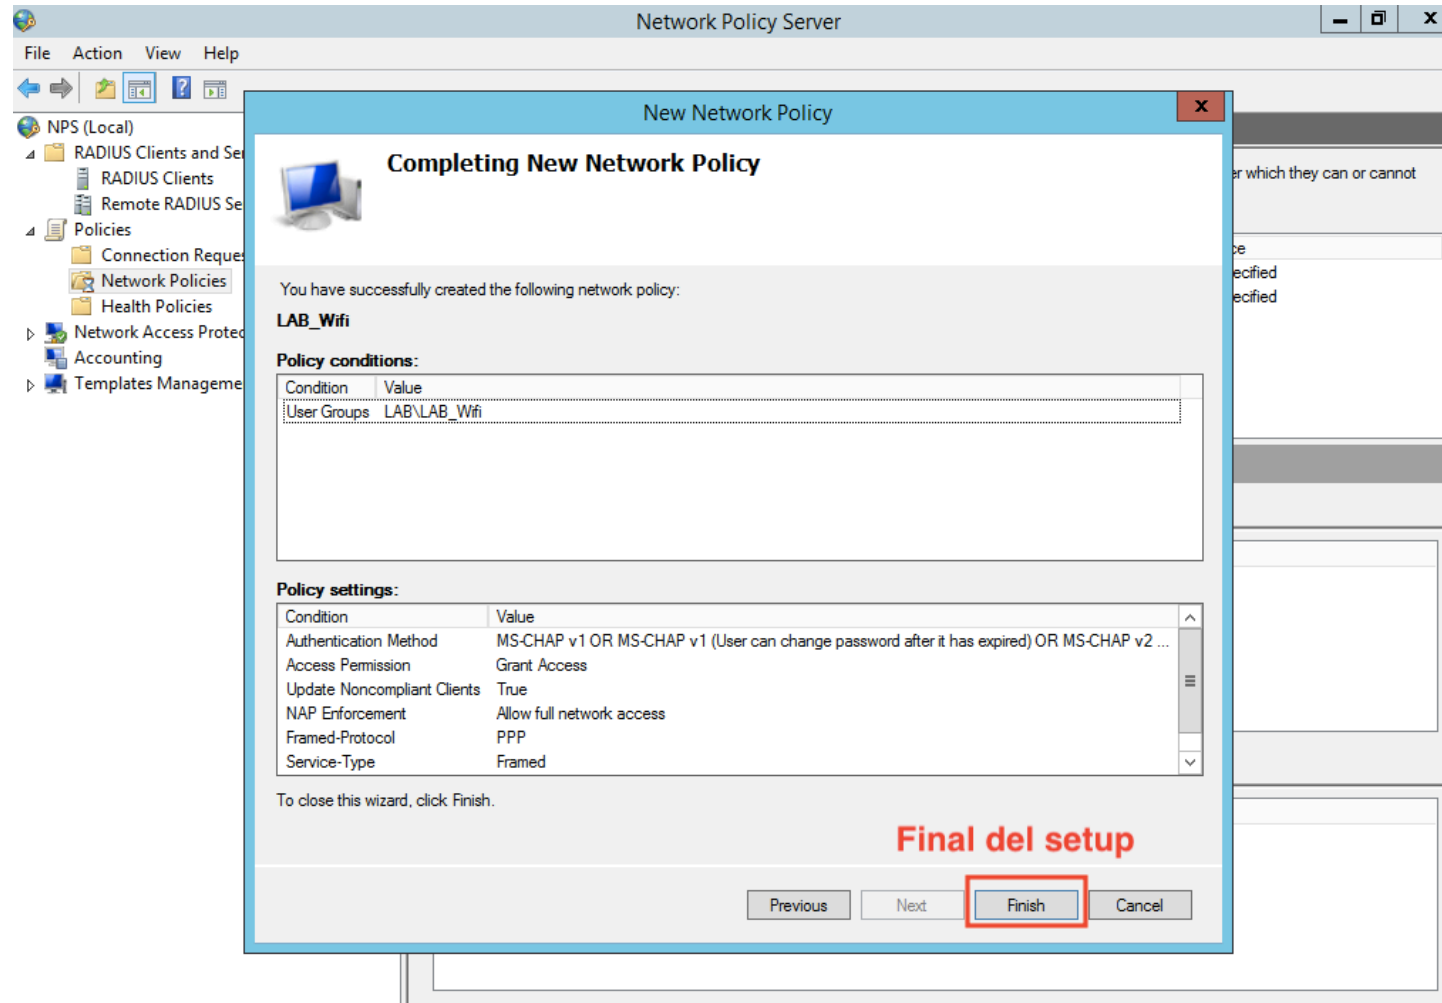 Network Policy Server
File Action View Help
NPS (Local)
RADIUS Clients and Ser
RADIUS Clients
Remote RADIUS Se
Policies
Connection Reques
Network Policies
Health Policies
Network Access Protec
Accounting
Templates Manageme
New Network Policy
x
Completing New Network Policy
You have successfully created the following network policy:
LAB_Wifi
Policy conditions:
Condition Value
User Groups LAB\LAB_Wifi
Policy settings:
Condition Value
Authentication Method MS-CHAP v1 OR MS-CHAP v1 (User can change password after it has expired) OR MS-CHAP v2 ...
Access Permission Grant Access
Update Noncompliant Clients True
NAP Enforcement Allow full network access
Framed-Protocol PPP
Service-Type Framed
To close this wizard, click Finish.
Final del setup
Previous Next Finish Cancel
er which they can or cannot
ce
ecified
ecified